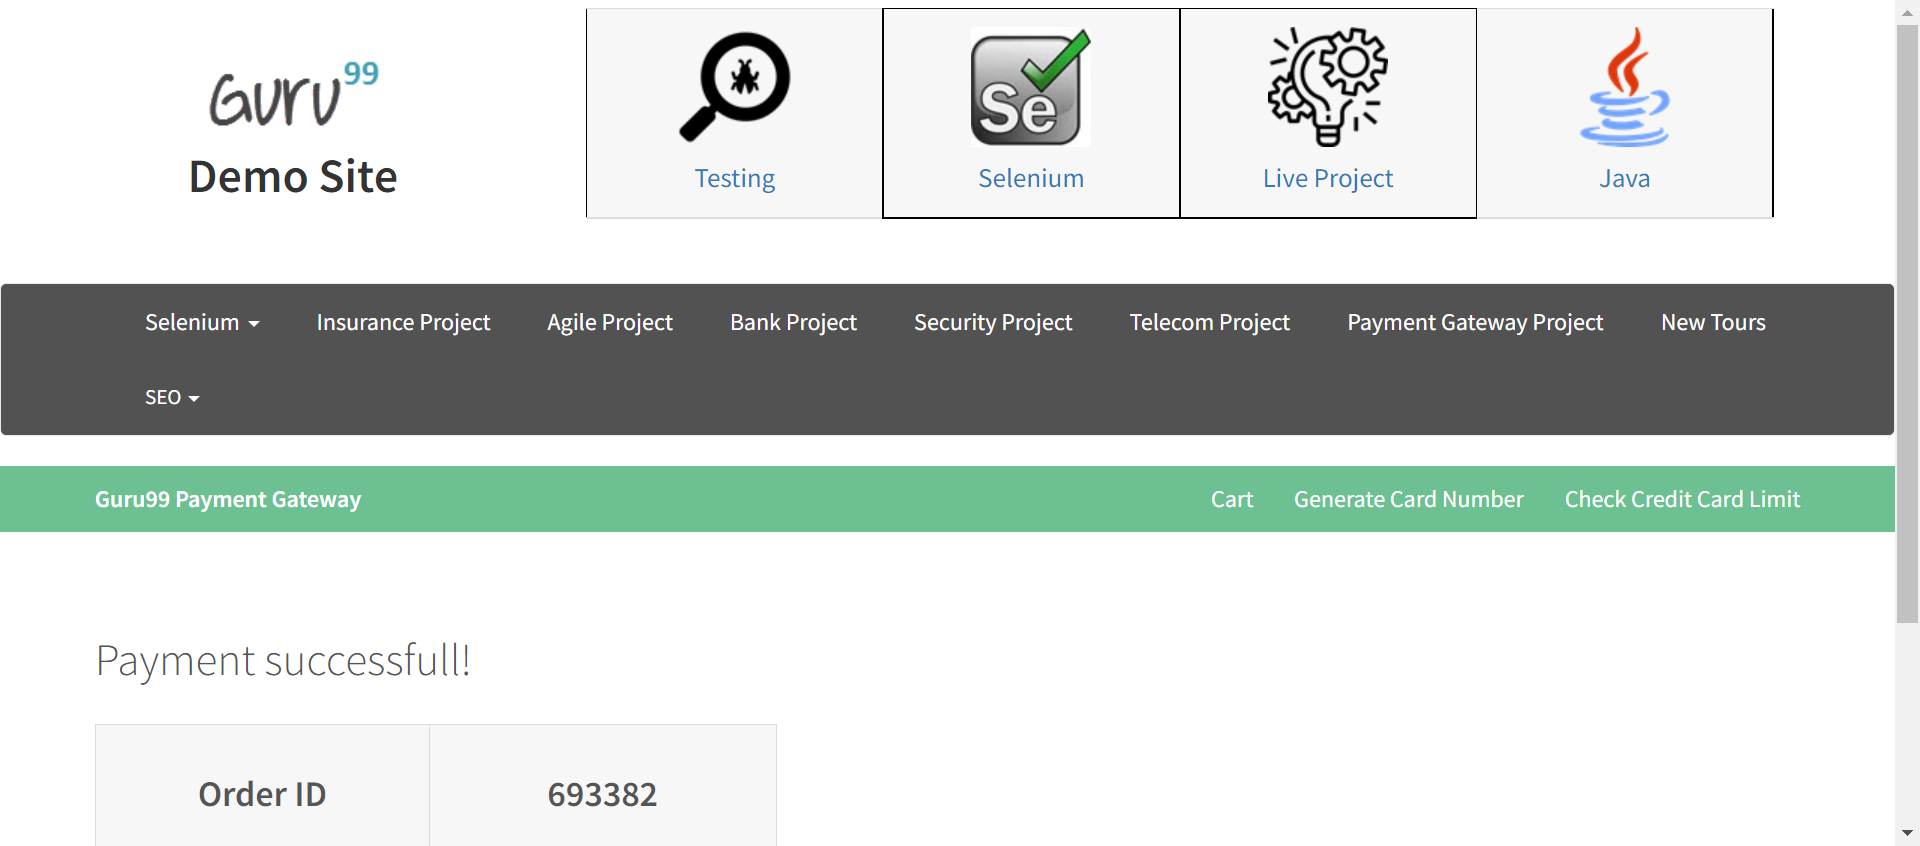 Guru99
Demo Site
Se
Testing
Selenium
Live Project
Java
Selenium
Insurance Project
Agile Project
Bank Project
Security Project
Telecom Project
Payment Gateway Project
New Tours
SEO
Guru99 Payment Gateway
Cart
Generate Card Number
Check Credit Card Limit
Payment successfull!
Order ID
693382